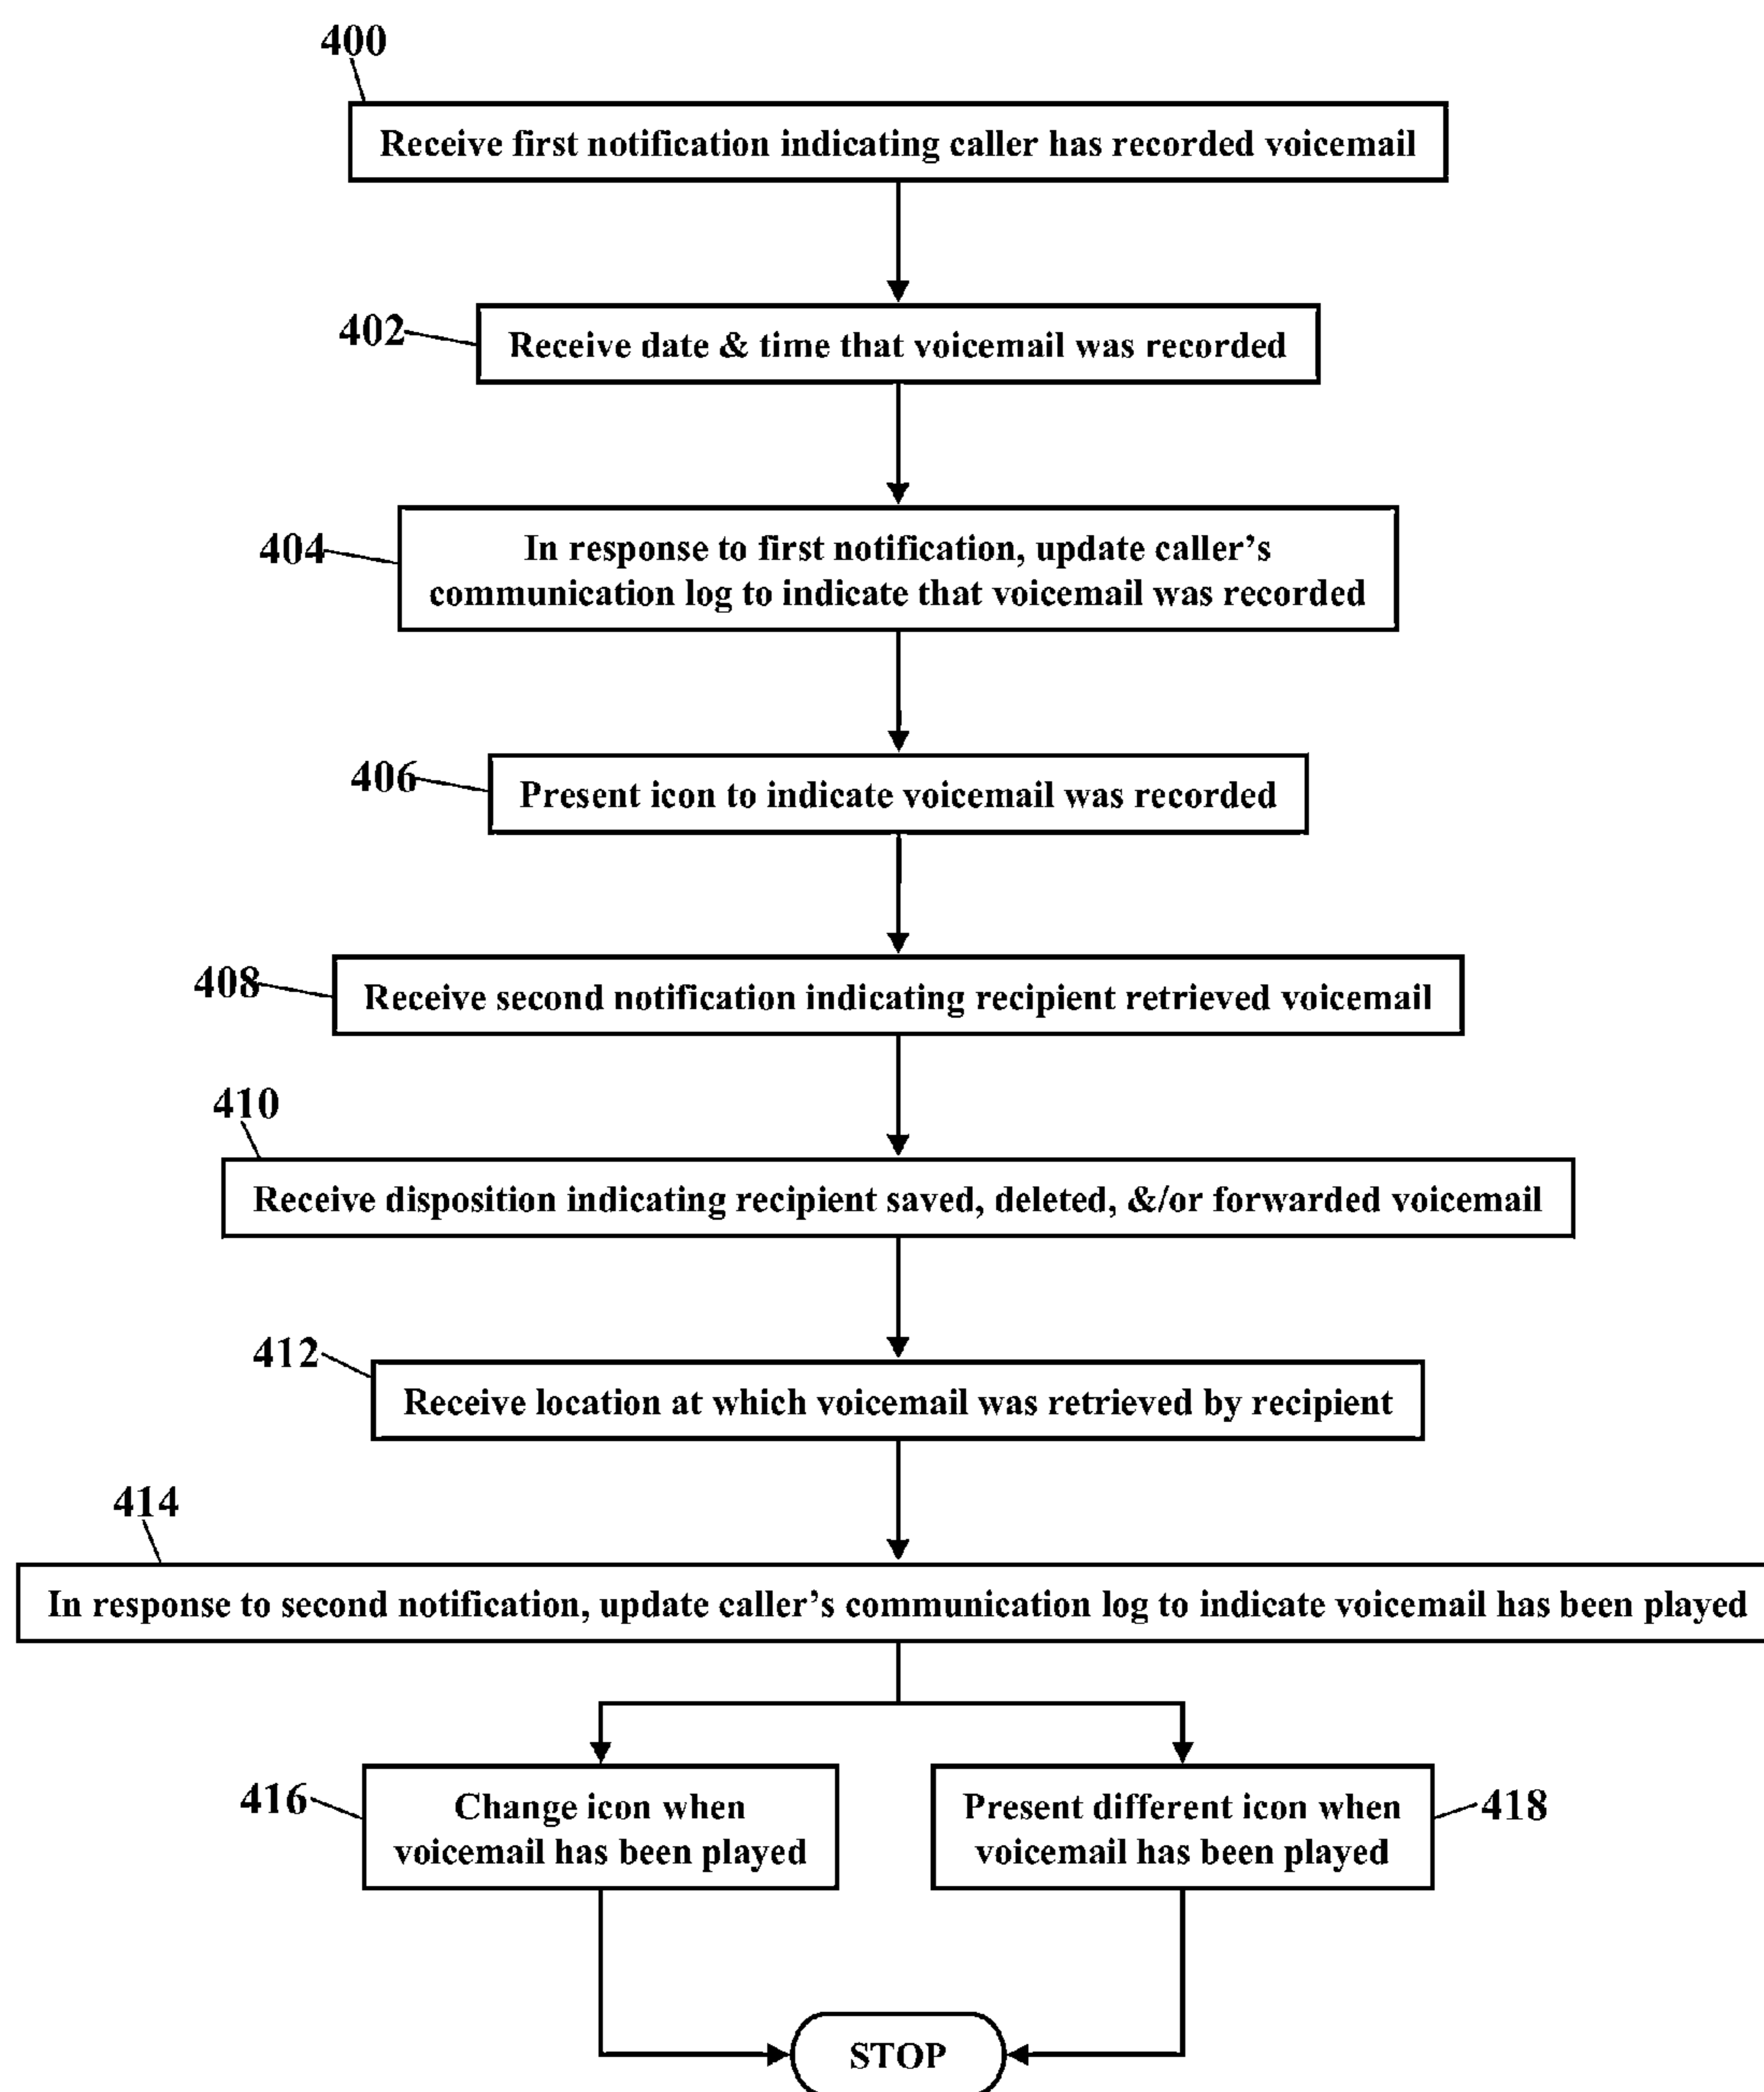 400
Receive first notification indicating caller has recorded voicemail
402
Receive date & time that voicemail was recorded
404
In response to first notification, update caller’s
communication log to indicate that voicemail was recorded
406
Present icon to indicate voicemail was recorded
408
Receive second notification indicating recipient retrieved voicemail
410
Receive disposition indicating recipient saved, deleted, &/or forwarded voicemail
412
Receive location at which voicemail was retrieved by recipient
414
In response to second notification, update caller’s communication log to indicate voicemail has been played
416
Change icon when
voicemail has been played
Present different icon when
voicemail has been played
418
STOP